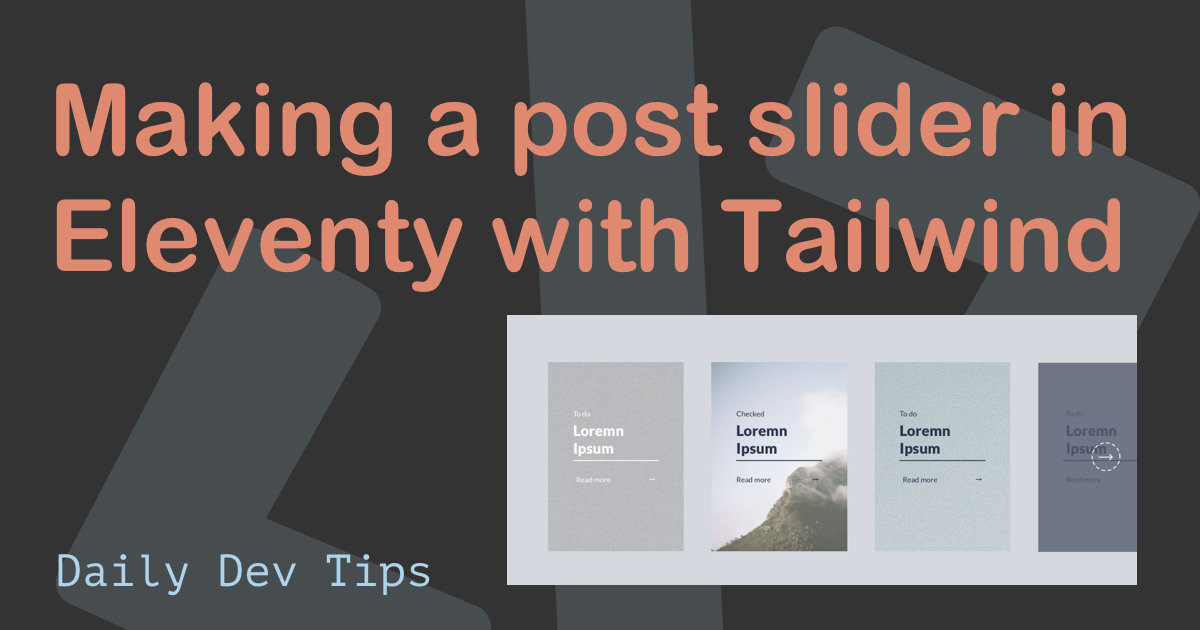 Making a post slider in
Eleventy with Tailwind
To do
Loremn
Ipsum
Read more →
Checked
Loremn
Ipsum
Read more →
To do
Loremn
Ipsum
Read more →
To do
Loremn
Ipsum
Read more
→
Daily Dev Tips